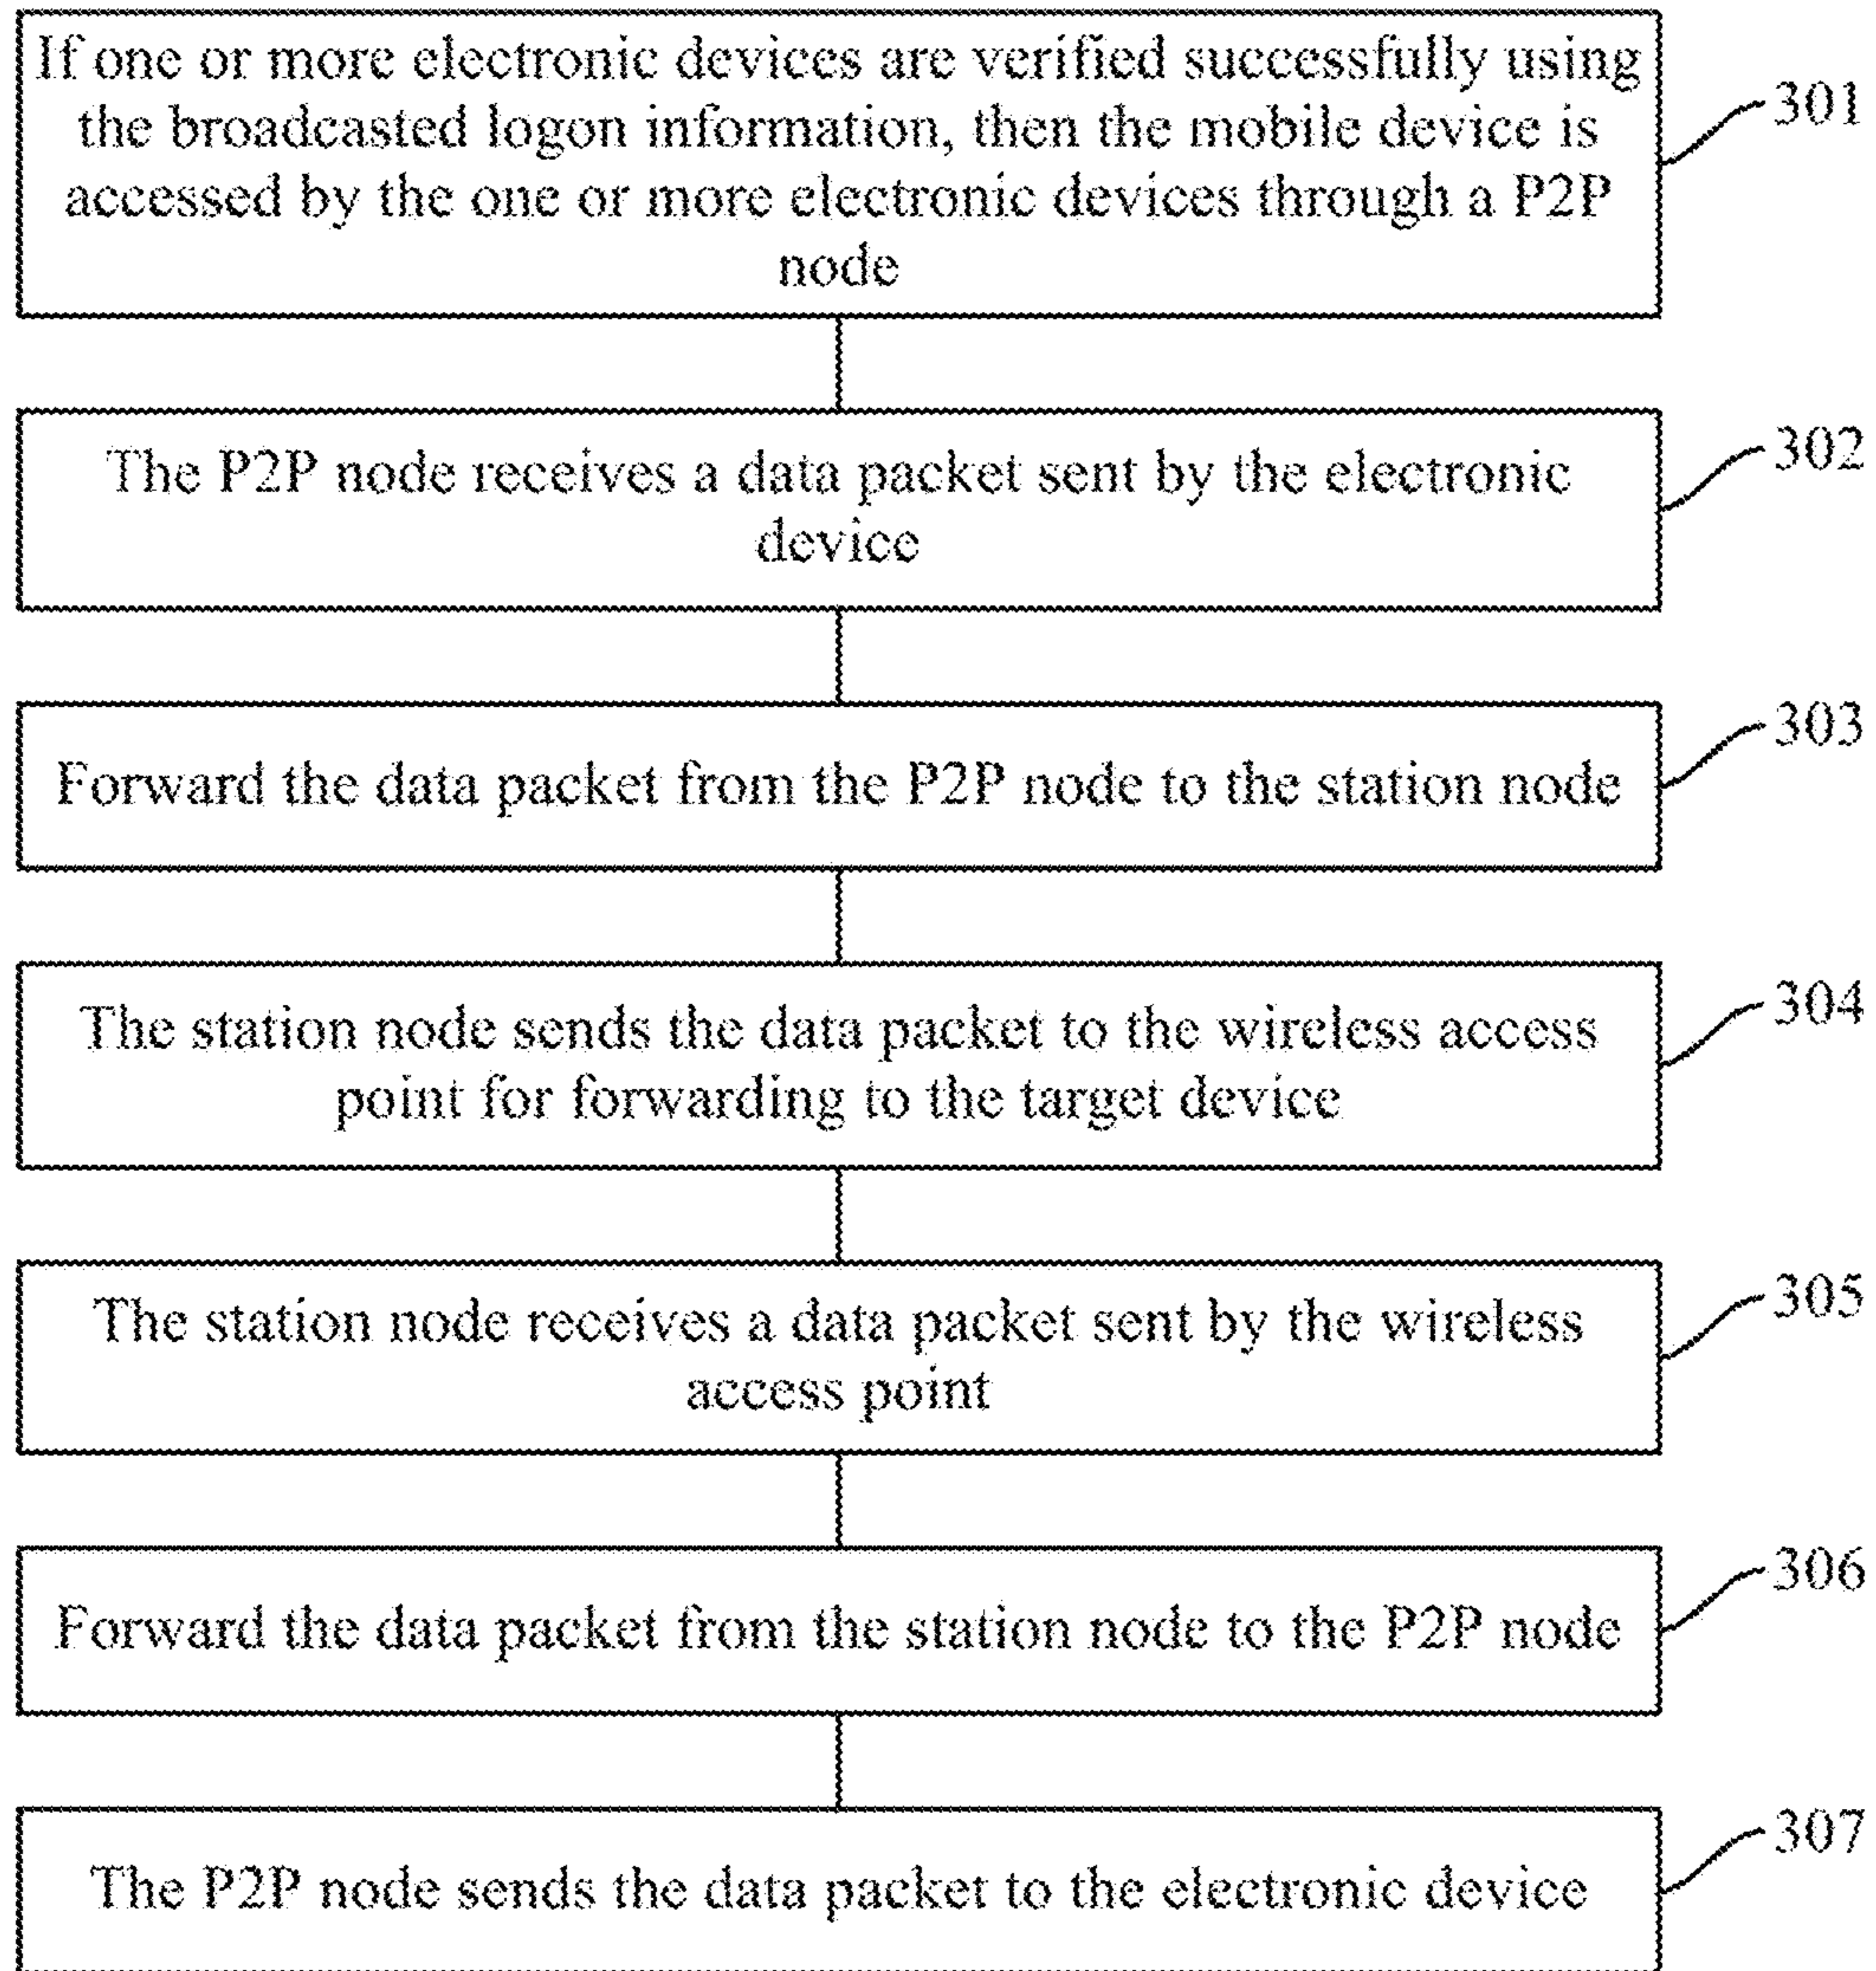 If one or more electronic devices are verified successfully using
the broadcasted logon information, then the mobile device is
accessed by the one or more electronic devices through a P2P
node
301
The P2P node receives a data packet sent by the electronic
device
302
Forward the data packet from the P2P node to the station node
303
The station node sends the data packet to the wireless access
point for forwarding to the target device
304
The station node receives a data packet sent by the wireless
access point
305
Forward the data packet from the station node to the P2P node
306
The P2P node sends the data packet to the electronic device
307